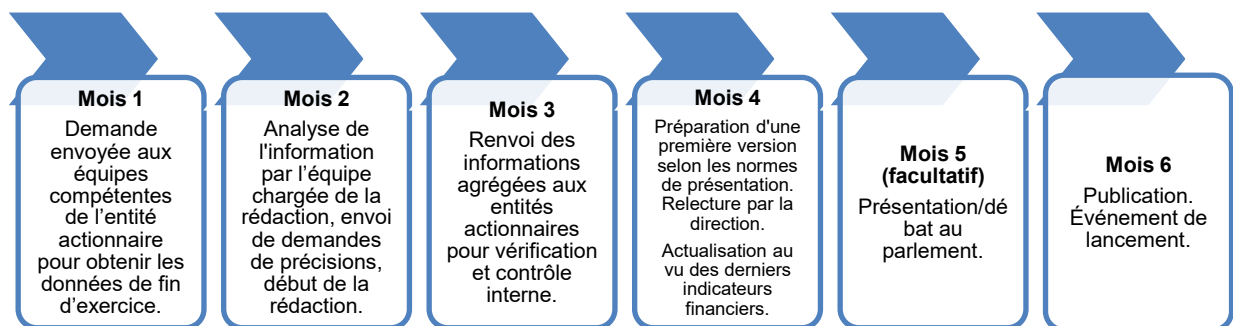 Mois 1
Demande
envoyée aux
équipes
compétentes
de l’entité
actionnaire
pour obtenir les
données de fin
d’exercice.
Mois 2
Analyse de
l'information
par l’équipe
chargée de la
rédaction, envoi
de demandes
de précisions,
début de la
rédaction.
Mois 3
Renvoi des
informations
agrégées aux
entités
actionnaires
pour vérification
et contrôle
interne.
Mois 4
Préparation d'une
première version
selon les normes
de présentation.
Relecture par la
direction.
Actualisation au
vu des derniers
indicateurs
financiers.
Mois 5
(facultatif)
Présentation/dé
bat au
parlement.
Mois 6
Publication.
Événement de
lancement.